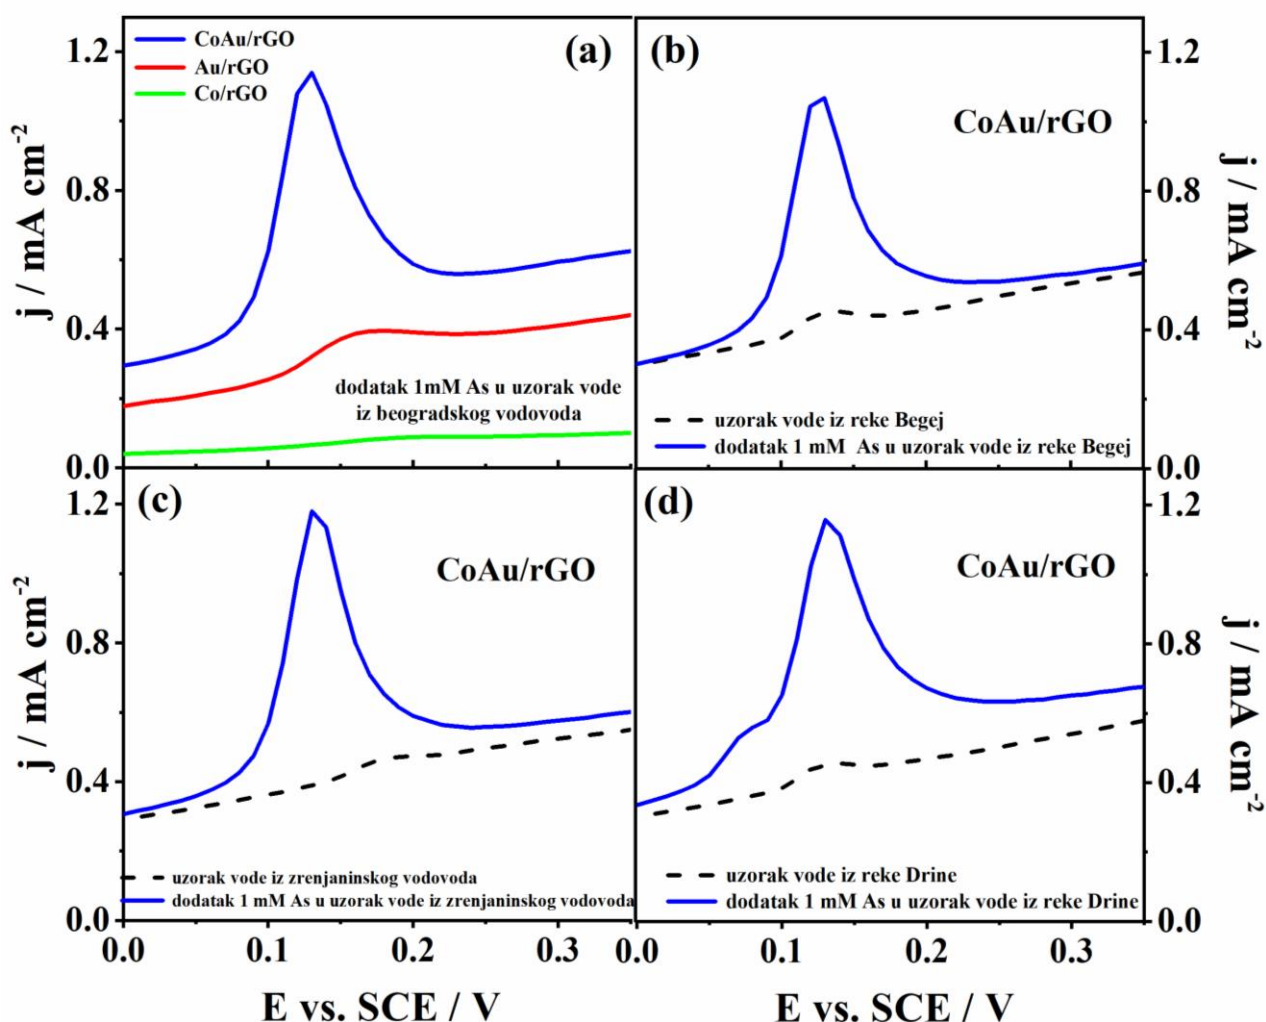 CoAu/rGO
Au/rGO
Co/rGO
(a)
1.2
0.8
0.4
0.0
j / mA cm-2
dodatak 1mM As u uzorak vode
iz beogradskog vodovoda
(b)
CoAu/rGO
1.2
0.8
0.4
0.0
j / mA cm-2
uzorak vode iz reke Begej
dodatak 1 mM As u uzorak vode iz reke Begej
(c)
CoAu/rGO
1.2
0.8
0.4
0.0
j / mA cm-2
uzorak vode iz zrenjaninskog vodovoda
dodatak 1 mM As u uzorak vode iz zrenjaninskog vodovoda
0.0 0.1 0.2 0.3
E vs. SCE / V
(d)
CoAu/rGO
1.2
0.8
0.4
0.0
j / mA cm-2
uzorak vode iz reke Drine
dodatak 1 mM As u uzorak vode iz reke Drine
0.0 0.1 0.2 0.3
E vs. SCE / V